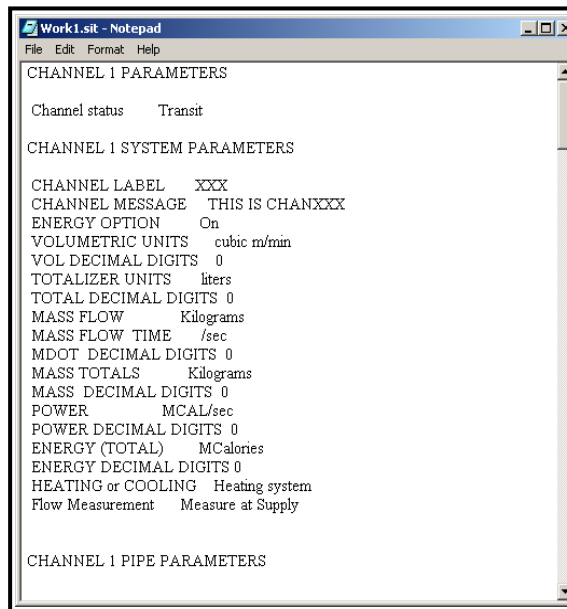 Work1.sit - Notepad
File Edit Format Help
CHANNEL 1 PARAMETERS
Channel status Transit
CHANNEL 1 SYSTEM PARAMETERS
CHANNEL LABEL XXX
CHANNEL MESSAGE THIS IS CHANXXX
ENERGY OPTION On
VOLUMETRIC UNITS cubic m/min
VOL DECIMAL DIGITS 0
TOTALIZER UNITS liters
TOTAL DECIMAL DIGITS 0
MASS FLOW Kilograms
MASS FLOW TIME /sec
MDOT DECIMAL DIGITS 0
MASS TOTALS Kilograms
MASS DECIMAL DIGITS 0
POWER MCAL/sec
POWER DECIMAL DIGITS 0
ENERGY (TOTAL) MCalories
ENERGY DECIMAL DIGITS 0
HEATING or COOLING Heating system
Flow Measurement Measure at Supply
CHANNEL 1 PIPE PARAMETERS